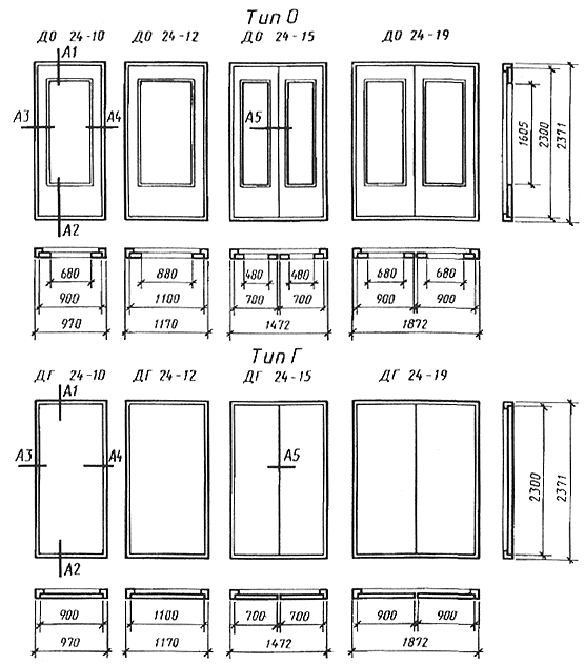 Тип О
ДО 24-10 ДО 24-12 ДО 24-15 ДО 24-19
А1
А3 А4 А5
А2
1605 2300 2371
680 880 480 480 680 680
900 1100 700 700 900 900
970 1170 1472 1872
Тип Г
ДГ 24-10 ДГ 24-12 ДГ 24-15 ДГ 24-19
А1
А3 А4 А5
А2
2300 2371
900 1100 700 700 900 900
970 1170 1472 1872